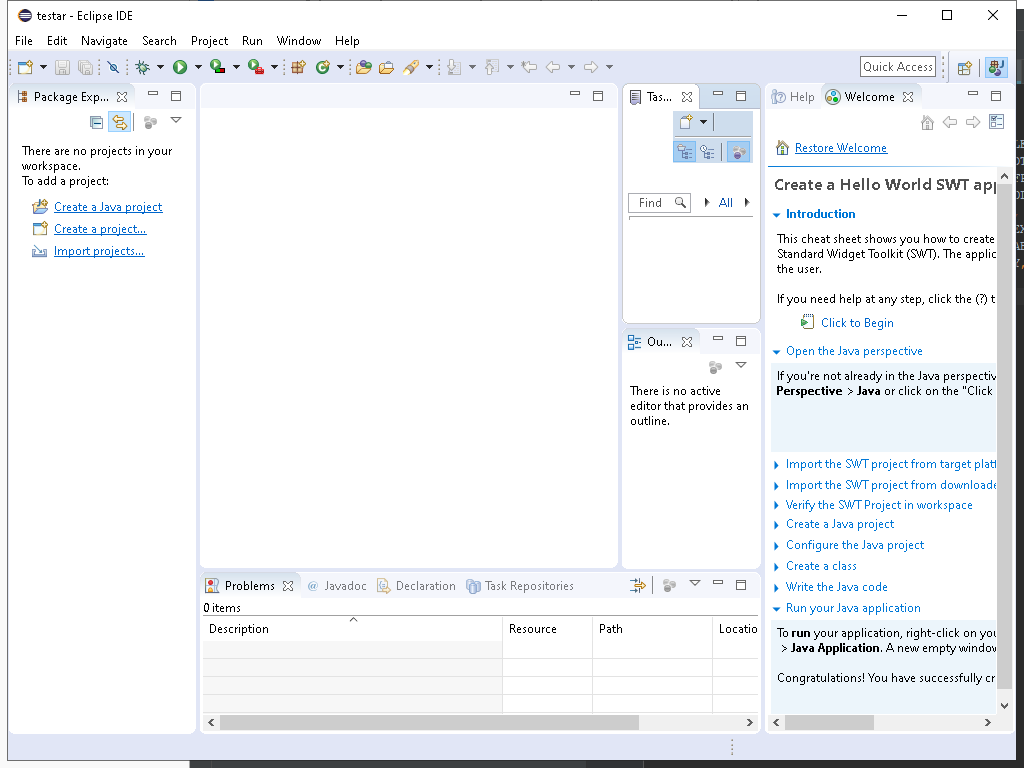 testar - Eclipse IDE
File Edit Navigate Search Project Run Window Help
Quick Access
Package Exp...
There are no projects in your
workspace.
To add a project:
Create a Java project
Create a project...
Import projects...
Tas...
Find
All
Ou...
There is no active
editor that provides an
outline.
Help Welcome
Restore Welcome
Create a Hello World SWT app
Introduction
This cheat sheet shows you how to create
Standard Widget Toolkit (SWT). The applic
the user.
If you need help at any step, click the (?) t
Click to Begin
Open the Java perspective
If you're not already in the Java perspectiv
Perspective > Java or click on the "Click
Import the SWT project from target platf
Import the SWT project from downloade
Verify the SWT Project in workspace
Create a Java project
Configure the Java project
Create a class
Write the Java code
Run your Java application
To run your application, right-click on you
> Java Application. A new empty window
Congratulations! You have successfully cr
Problems @ Javadoc Declaration Task Repositories
0 items
Description Resource Path Locatio